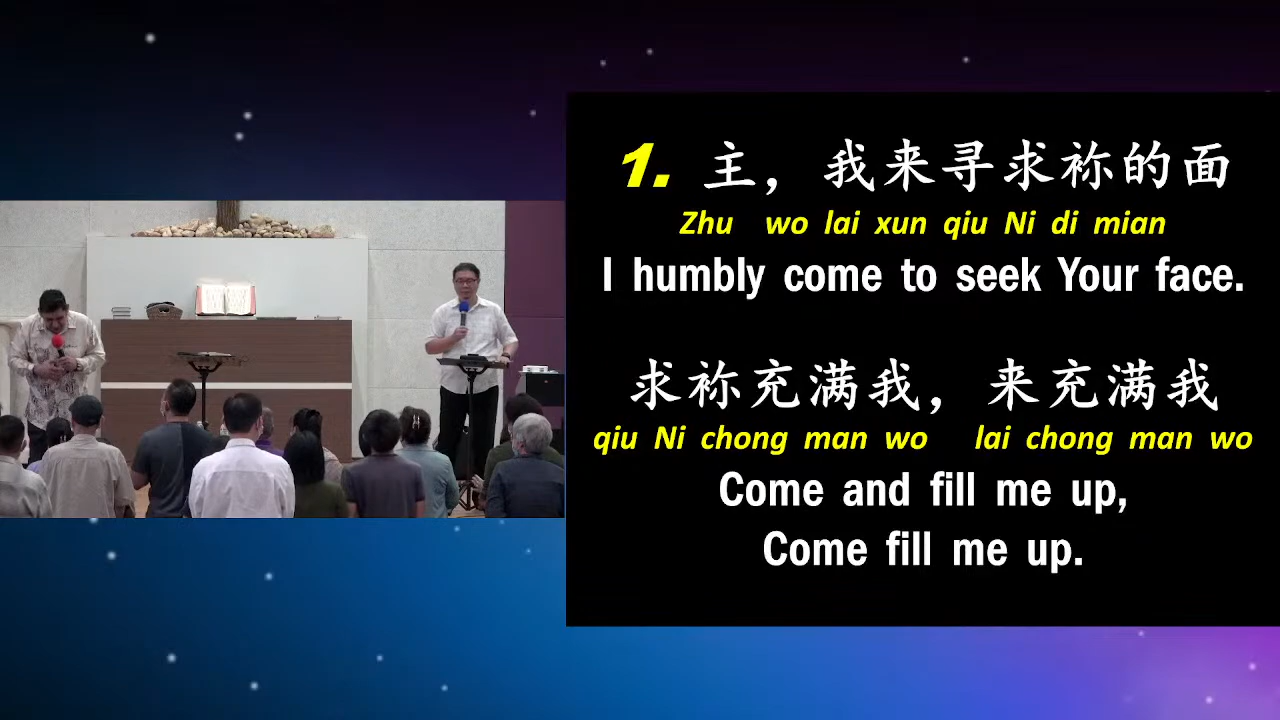 1. 主，我来寻求祢的面
Zhu wo lai xun qiu Ni di mian
I humbly come to seek Your face.
求祢充满我，来充满我
qiu Ni chong man wo lai chong man wo
Come and fill me up,
Come fill me up.